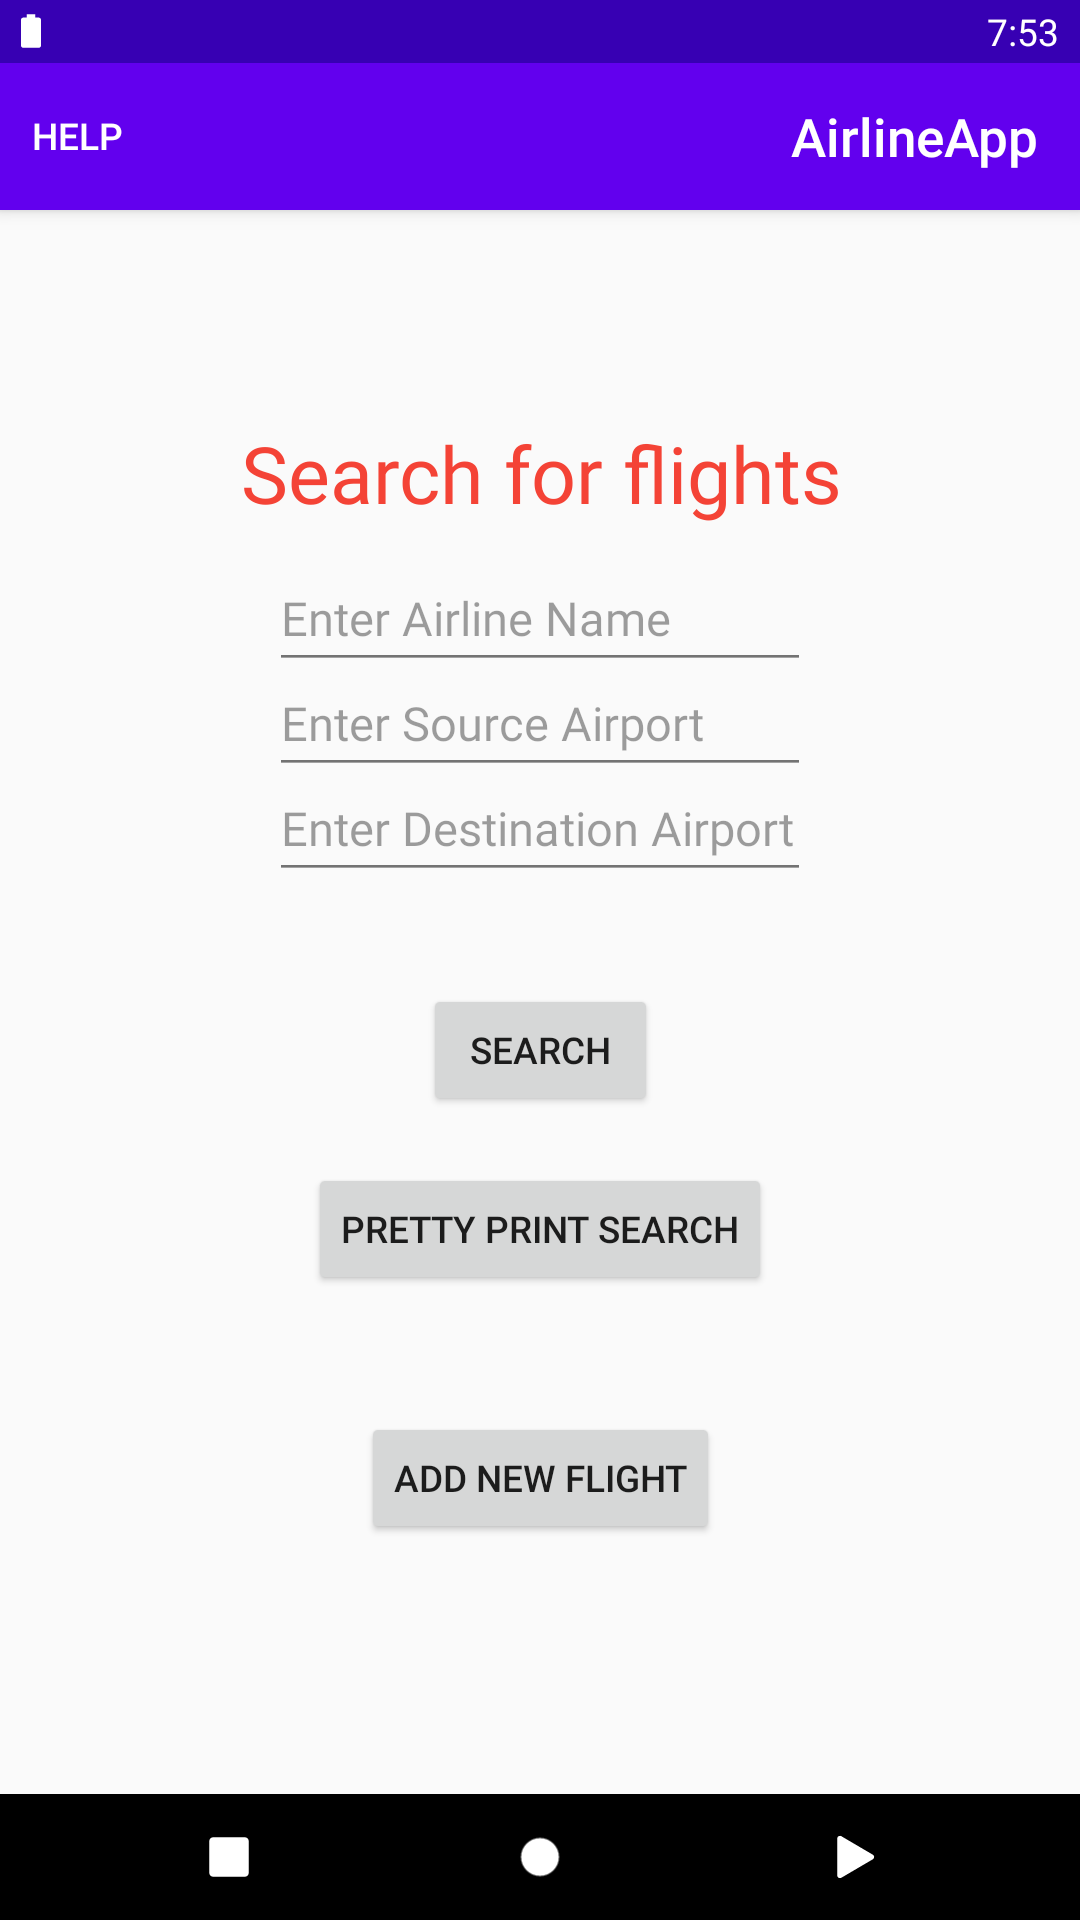 7:53
HELP
AirlineApp
Search for flights
Enter Airline Name
Enter Source Airport
Enter Destination Airport
SEARCH
PRETTY PRINT SEARCH
ADD NEW FLIGHT